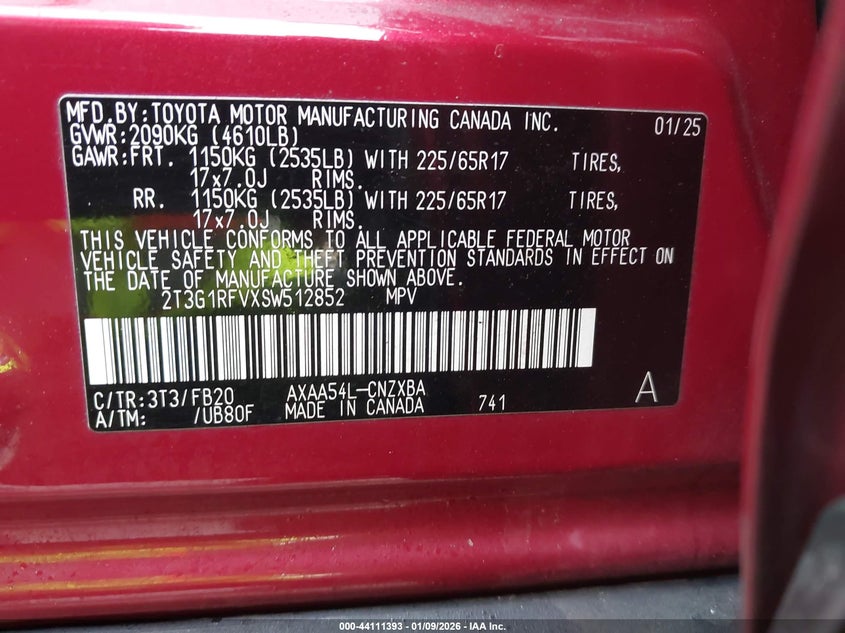 MFD.BY:TOYOTA MOTOR MANUFACTURING CANADA INC. 01/25
GVWR:2090KG (4610LB)
GAWR:FRT. 1150KG (2535LB) WITH 225/65R17 TIRES,
17x7.0J RIMS.
RR. 1150KG (2535LB) WITH 225/65R17 TIRES,
17x7.0J RIMS.
THIS VEHICLE CONFORMS TO ALL APPLICABLE FEDERAL MOTOR
VEHICLE SAFETY AND THEFT PREVENTION STANDARDS IN EFFECT ON
THE DATE OF MANUFACTURE SHOWN ABOVE.
2T3G1RFVXSW512852 MPV
C/TR:3T3/FB20 AXAA54L-CNZXBA A
A/TM: /UB80F MADE IN CANADA 741
000-44111393 - 01/09/2026 - IAA Inc.